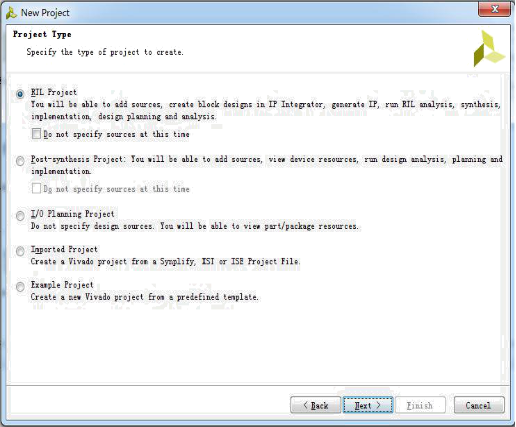 New Project
Project Type
Specify the type of project to create.
RTL Project
You will be able to add sources, create block designs in IP Integrator, generate IP, run RTL analysis, synthesis,
implementation, design planning and analysis.
Do not specify sources at this time
Post-synthesis Project: You will be able to add sources, view device resources, run design analysis, planning and
implementation.
Do not specify sources at this time
I/O Planning Project
Do not specify design sources. You will be able to view part/package resources.
Imported Project
Create a Vivado project from a Synplify, XST or ISE Project File.
Example Project
Create a new Vivado project from a predefined template.
< Back Next > Finish Cancel